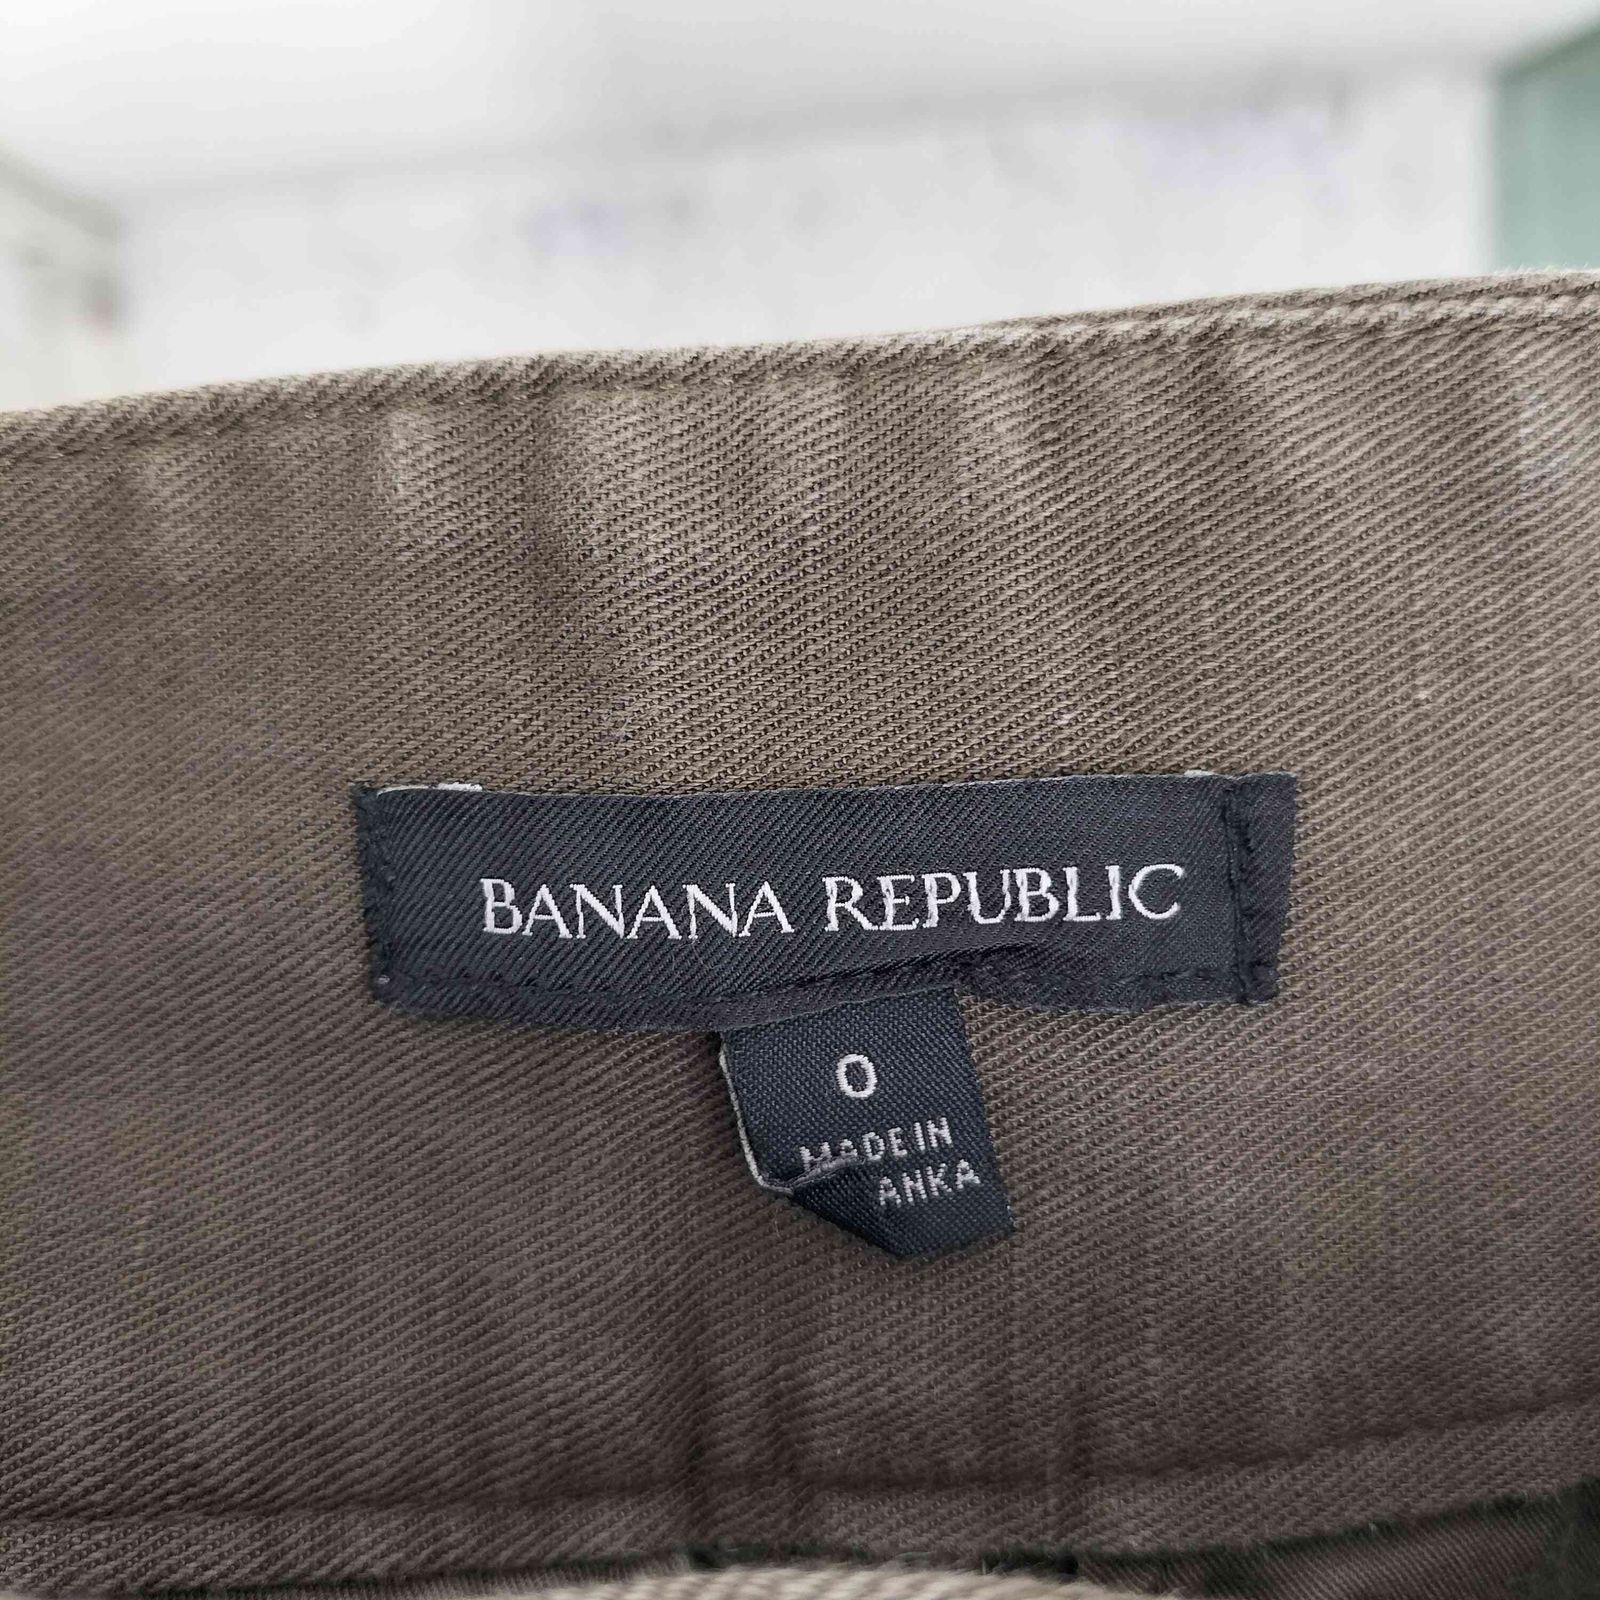 BANANA REPUBLIC
0
MADE IN
ANKA